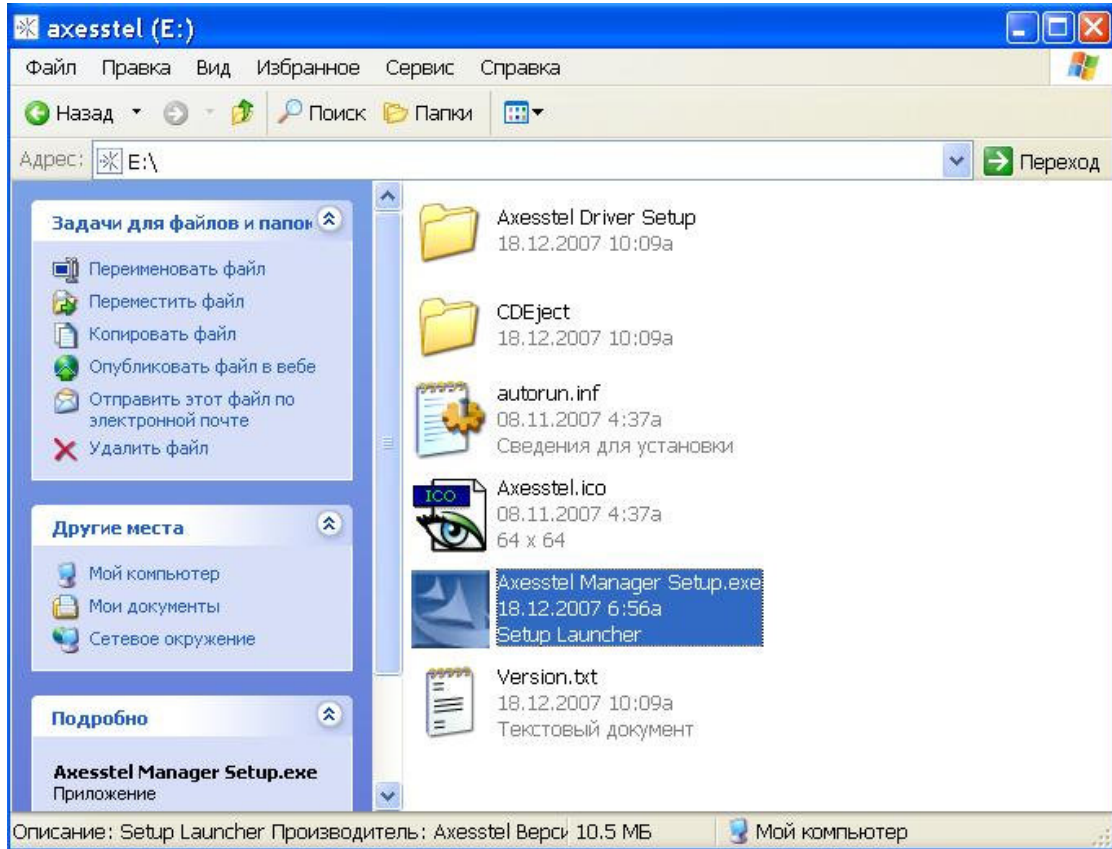 axesstel (E:)
Файл Правка Вид Избранное Сервис Справка
Назад Поиск Папки
Адрес: E:\ Переход
Задачи для файлов и папок
Переименовать файл
Переместить файл
Копировать файл
Опубликовать файл в вебе
Отправить этот файл по
электронной почте
Удалить файл
Другие места
Мой компьютер
Мои документы
Сетевое окружение
Подробно
Axesstel Manager Setup.exe
Приложение
Axesstel Driver Setup
18.12.2007 10:09a
CDEject
18.12.2007 10:09a
autorun.inf
08.11.2007 4:37a
Сведения для установки
ICO
Axesstel.ico
08.11.2007 4:37a
64 x 64
Axesstel Manager Setup.exe
18.12.2007 6:56a
Setup Launcher
Version.txt
18.12.2007 10:09a
Текстовый документ
Описание: Setup Launcher Производитель: Axesstel Верси 10.5 МБ Мой компьютер